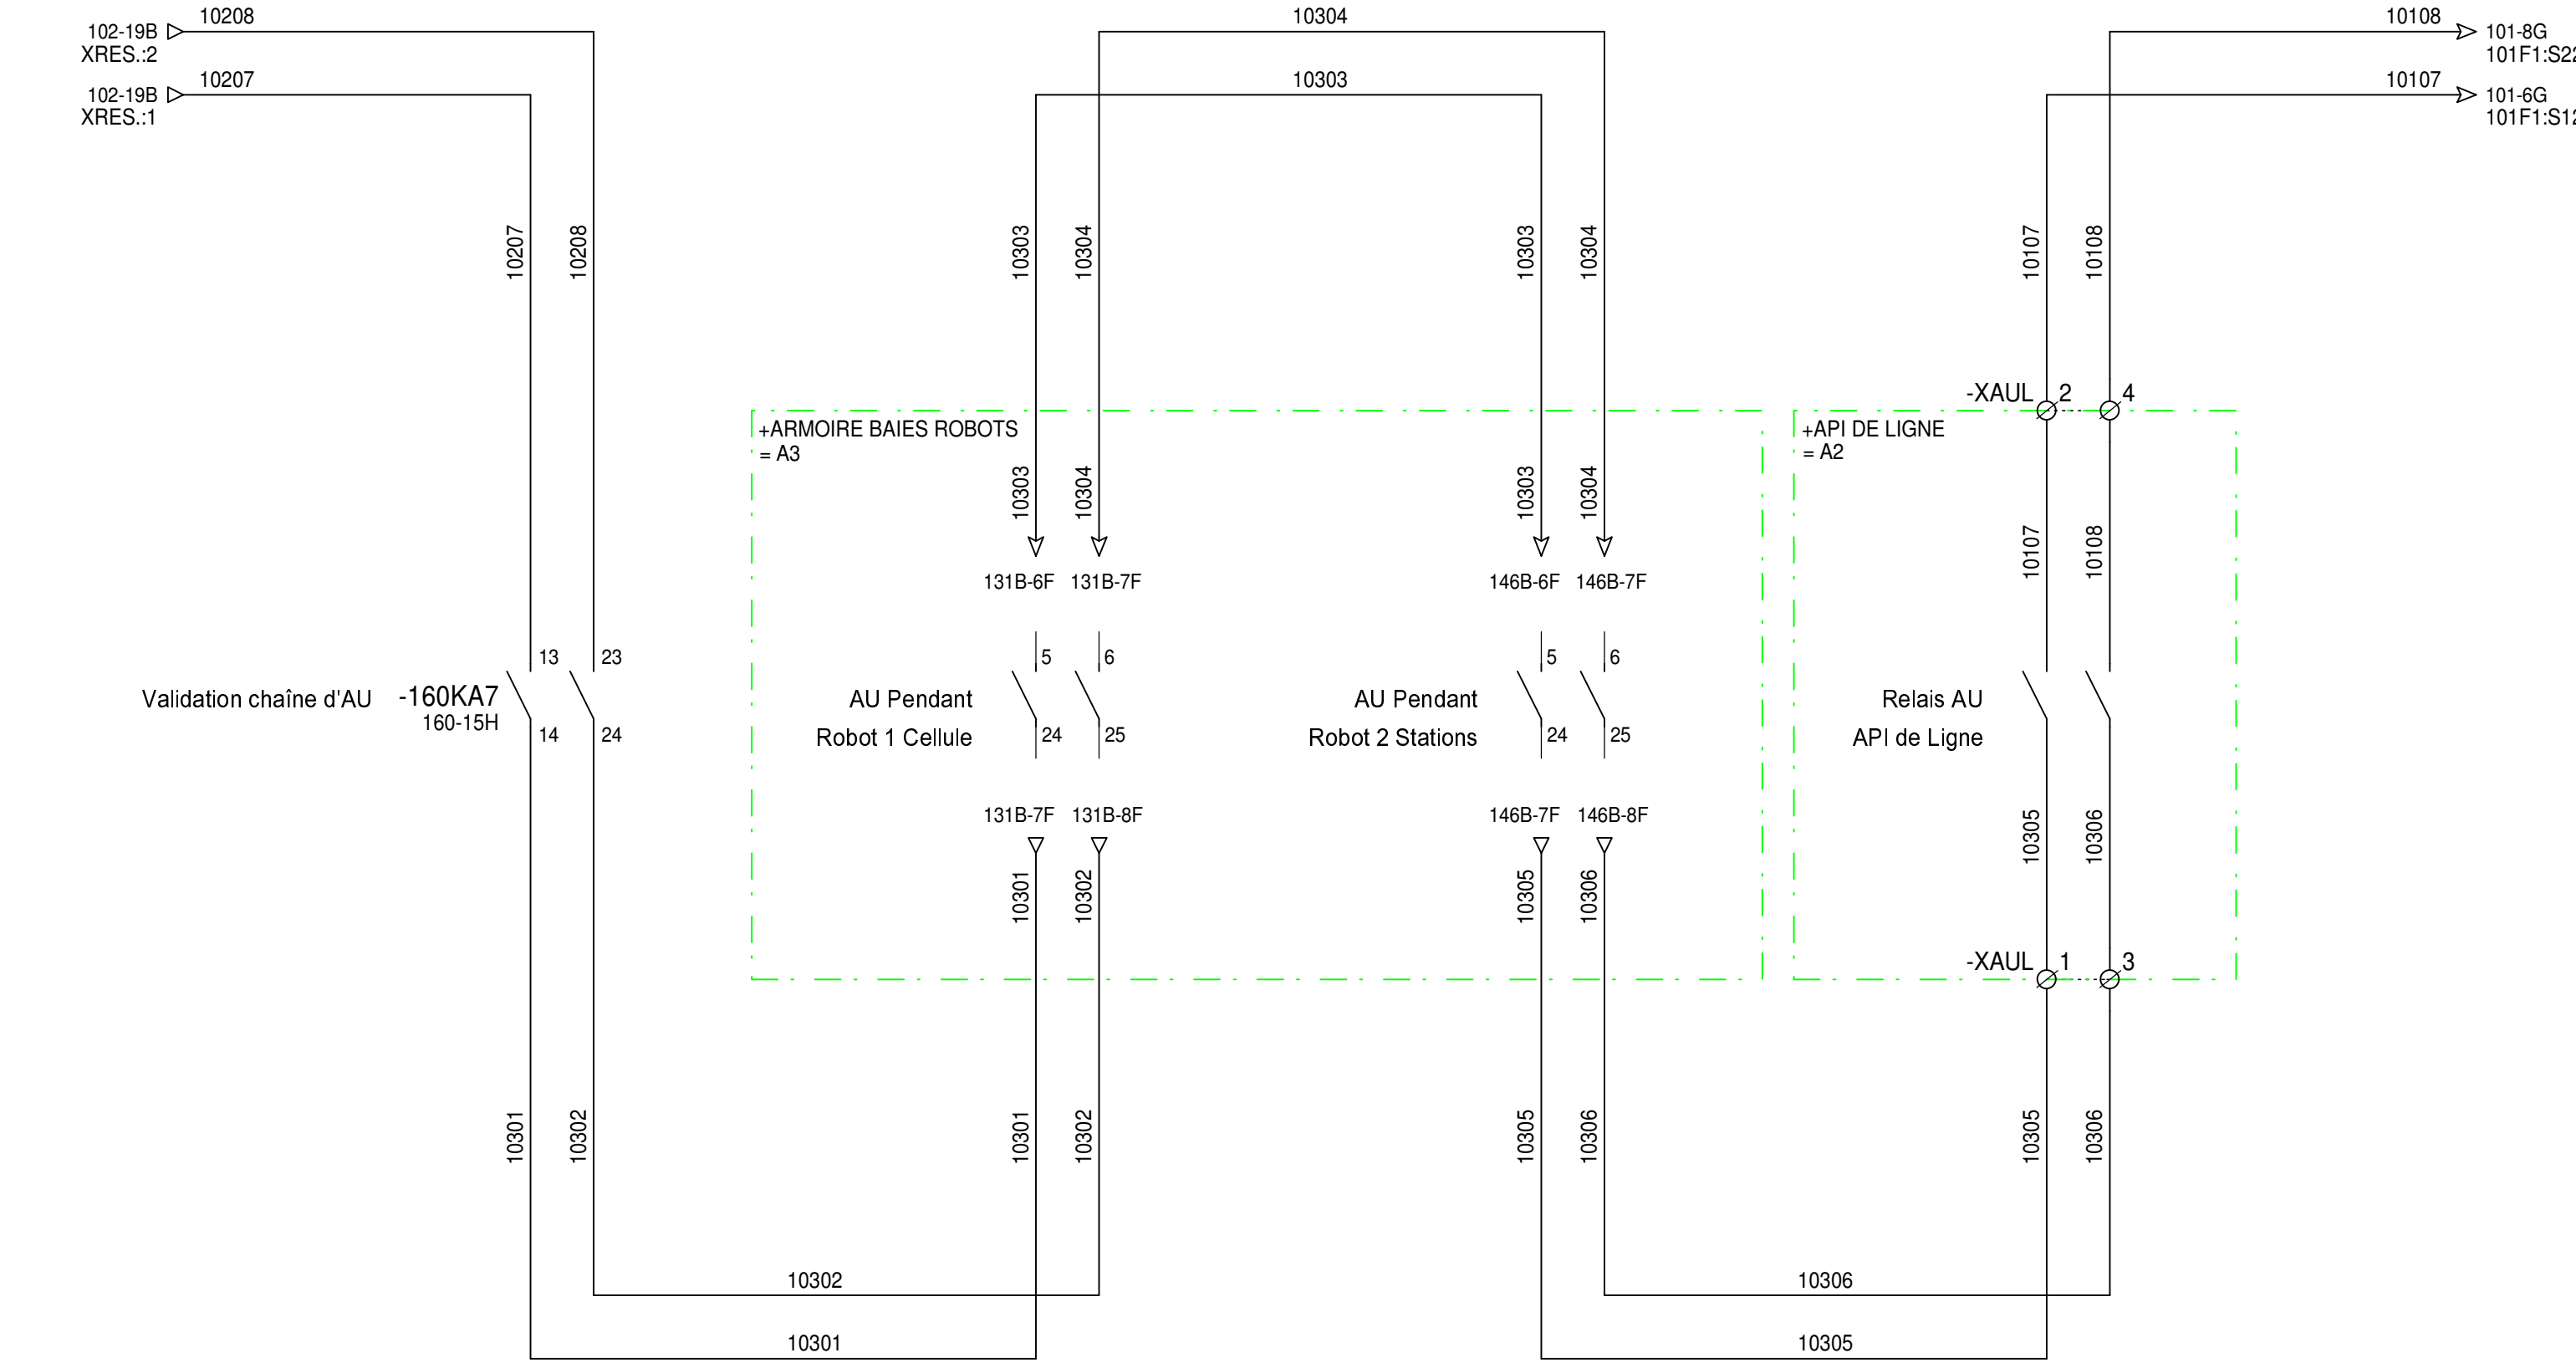 10208
102-19B
XRES.:2
10207
102-19B
XRES.:1
10304
10303
10108
101-8G
101F1:S22
10107
101-6G
101F1:S12
10207
10208
10303
10304
10303
10304
10107
10108
-XAUL 2 4
+ARMOIRE BAIES ROBOTS
= A3
+API DE LIGNE
= A2
10303
10304
10303
10304
10107
10108
131B-6F 131B-7F
146B-6F 146B-7F
13 23
5 6
5 6
Validation chaîne d'AU
-160KA7
160-15H
14 24
AU Pendant
Robot 1 Cellule
24 25
AU Pendant
Robot 2 Stations
24 25
Relais AU
API de Ligne
131B-7F 131B-8F
146B-7F 146B-8F
10301
10302
10305
10306
10305
10306
-XAUL 1 3
10301
10302
10301
10302
10305
10306
10305
10306
10302
10301
10306
10305